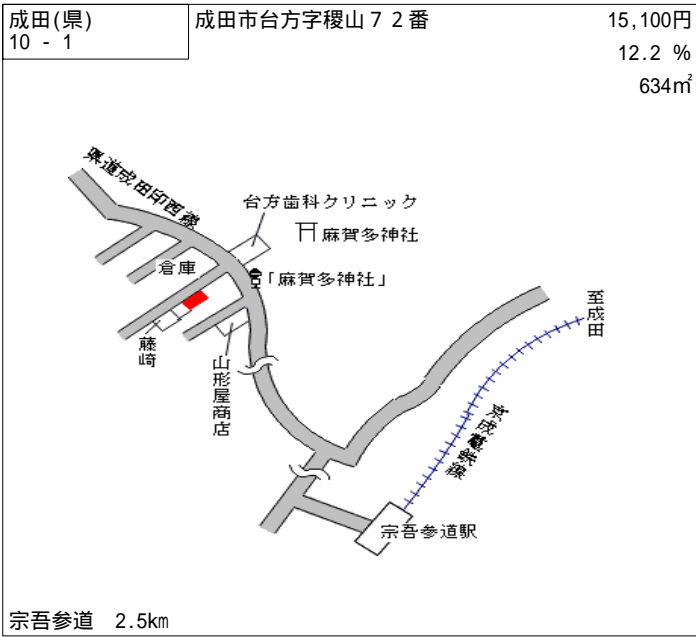 成田(県)
10 - 1
成田市台方字稷山７２番
15,100円
12.2 %
634㎡
県道成田印西線
台方歯科クリニック
麻賀多神社
倉庫
「麻賀多神社」
至成田
藤崎
山形屋商店
京成電鉄線
宗吾参道駅
宗吾参道　2.5km